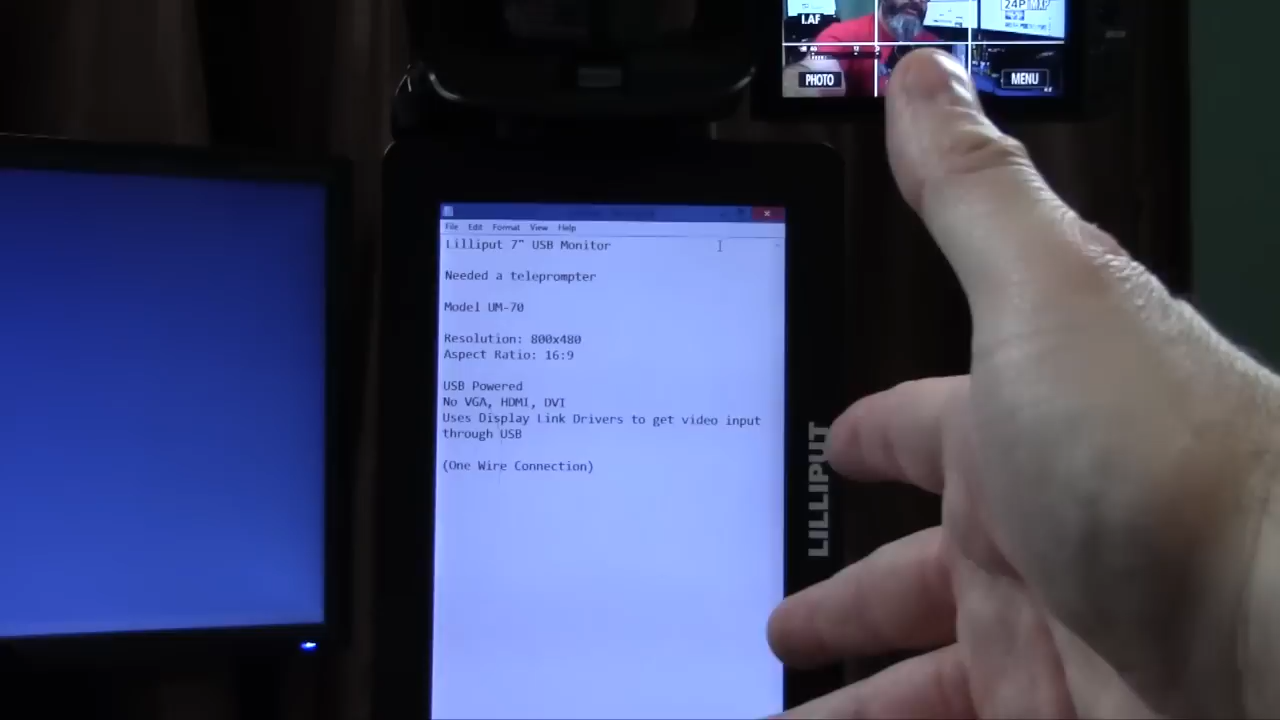 I.AF
24P MXP
PHOTO
MENU
File Edit Format View Help
Lilliput 7" USB Monitor
Needed a teleprompter
Model UM-70
Resolution: 800x480
Aspect Ratio: 16:9
USB Powered
No VGA, HDMI, DVI
Uses Display Link Drivers to get video input
through USB
(One Wire Connection)
LILLIPUT